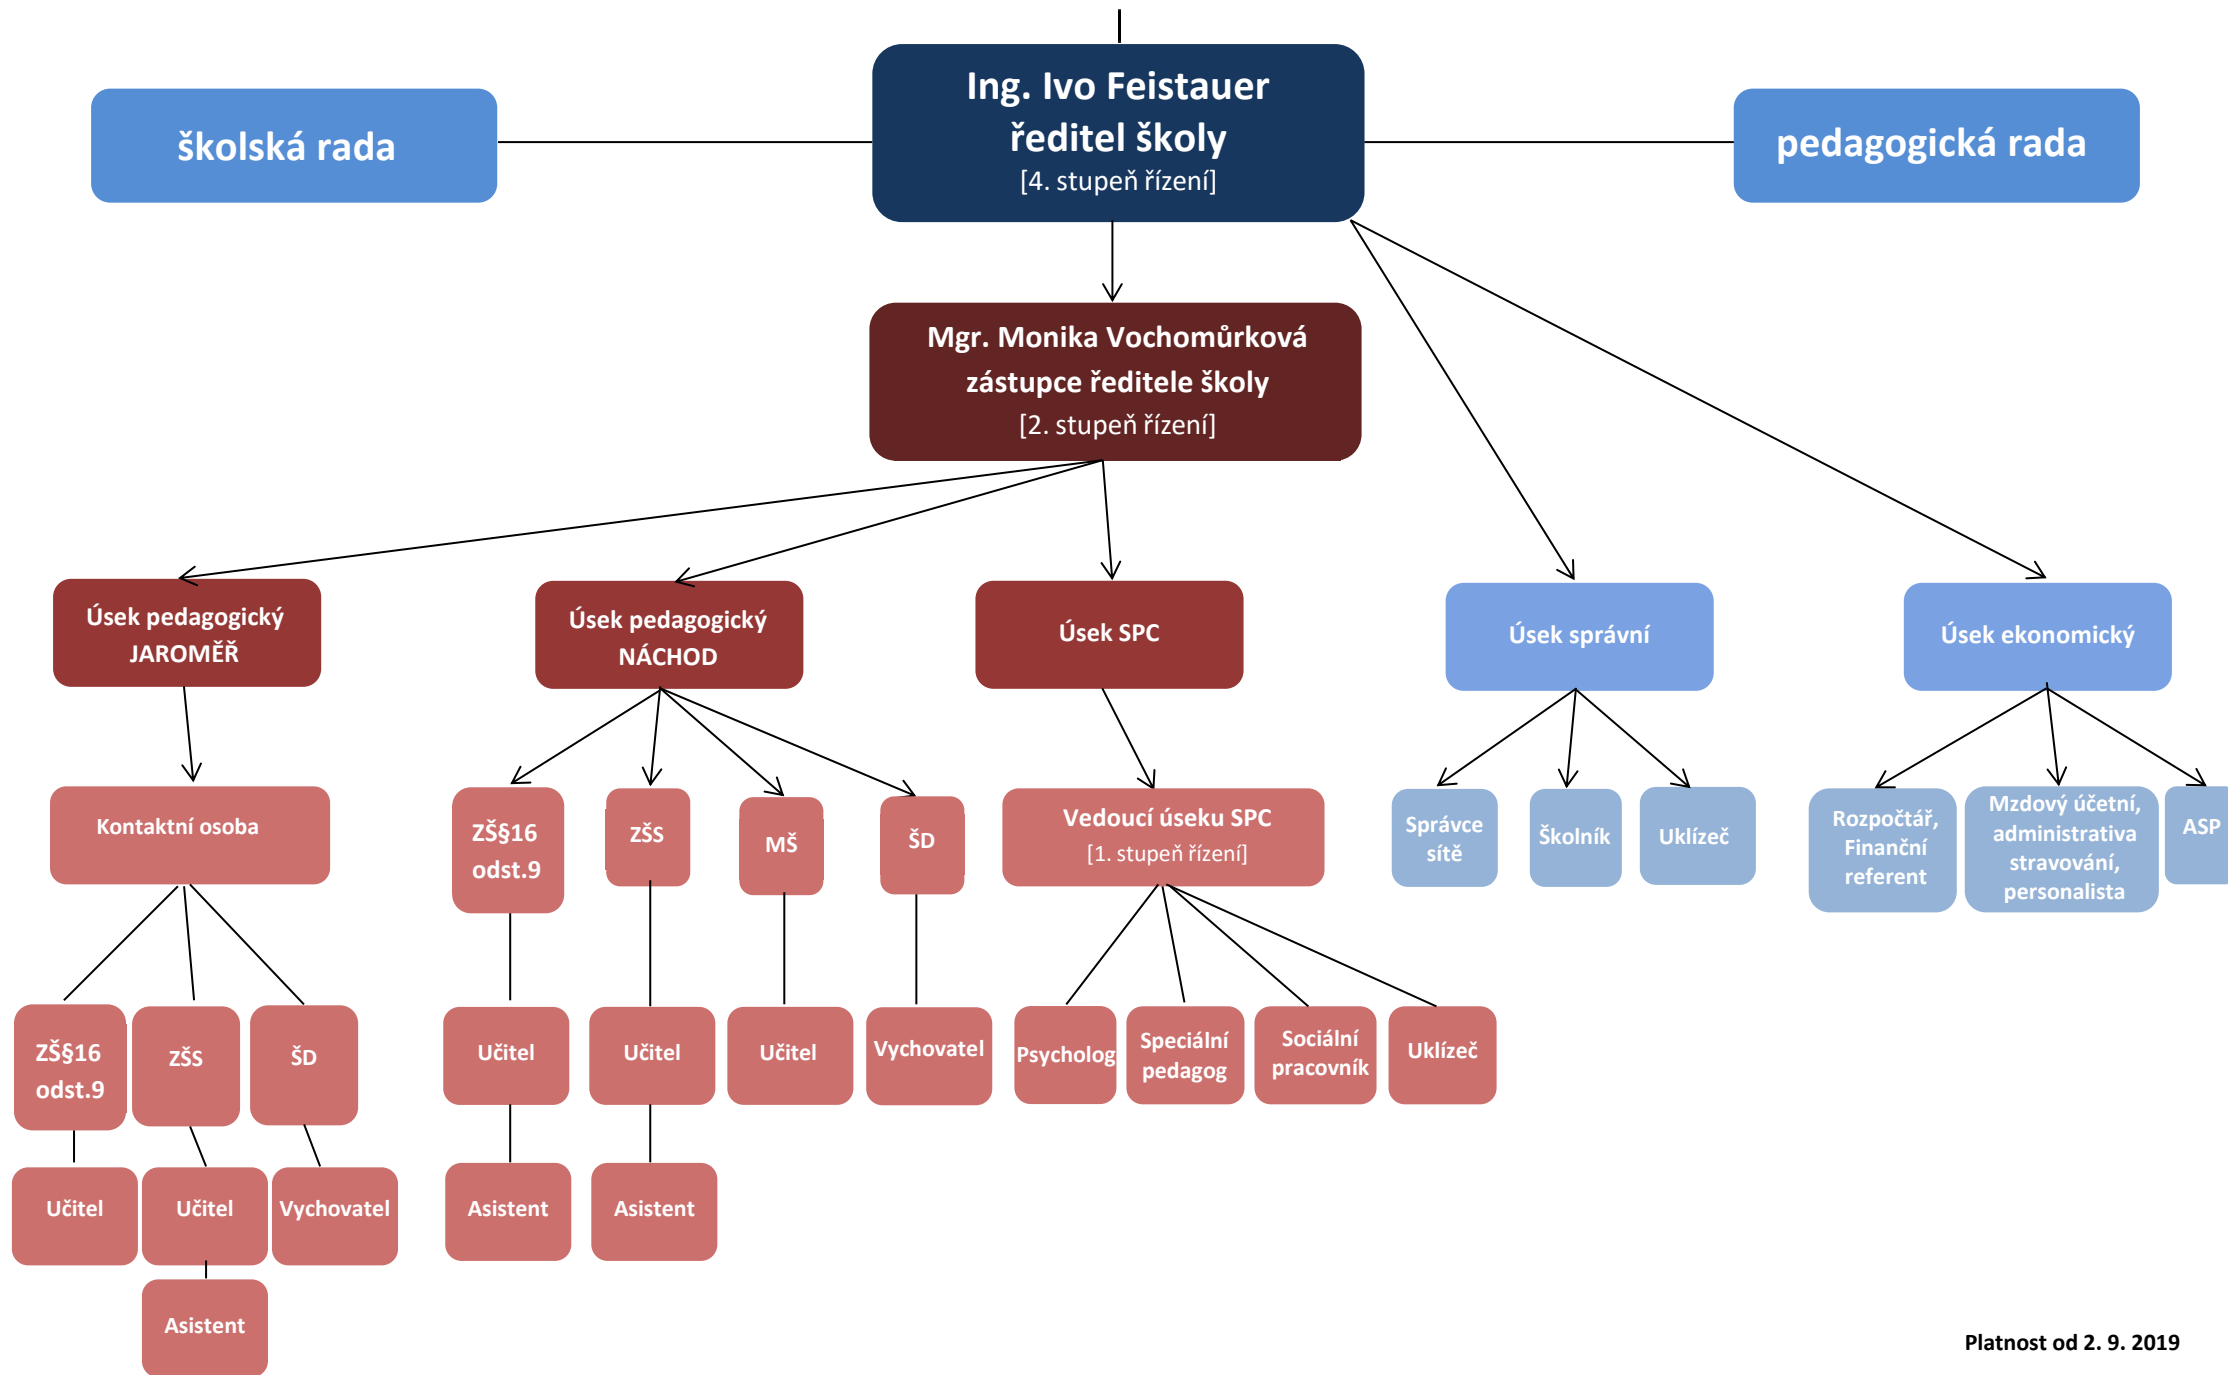 školská rada
Ing. Ivo Feistauer
ředitel školy
[4. stupeň řízení]
pedagogická rada
Mgr. Monika Vochomůrková
zástupce ředitele školy
[2. stupeň řízení]
Úsek pedagogický
JAROMĚŘ
Úsek pedagogický
NÁCHOD
Úsek SPC
Úsek správní
Úsek ekonomický
Kontaktní osoba
ZŠ§16
odst.9
ZŠS
MŠ
ŠD
Vedoucí úseku SPC
[1. stupeň řízení]
Správce
sítě
Školník
Uklízeč
Rozpočtář,
Finanční
referent
Mzdový účetní,
administrativa
stravování,
personalista
ASP
ZŠ§16
odst.9
ZŠS
ŠD
Učitel
Učitel
Učitel
Vychovatel
Psycholog
Speciální
pedagog
Sociální
pracovník
Uklízeč
Učitel
Učitel
Vychovatel
Asistent
Asistent
Asistent
Platnost od 2. 9. 2019